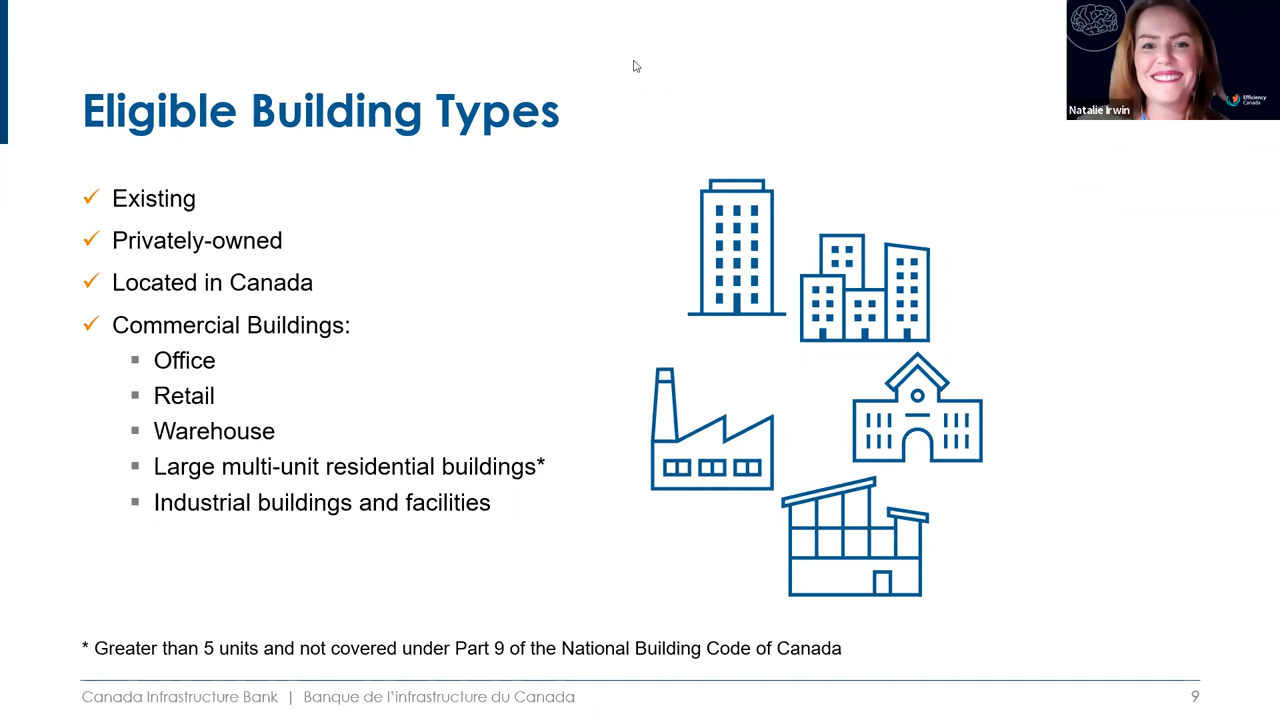 Eligible Building Types
Natalie Irwin
Efficiency
Canada
✓ Existing
✓ Privately-owned
✓ Located in Canada
✓ Commercial Buildings:
▪ Office
▪ Retail
▪ Warehouse
▪ Large multi-unit residential buildings*
▪ Industrial buildings and facilities
* Greater than 5 units and not covered under Part 9 of the National Building Code of Canada
Canada Infrastructure Bank | Banque de l’infrastructure du Canada
9